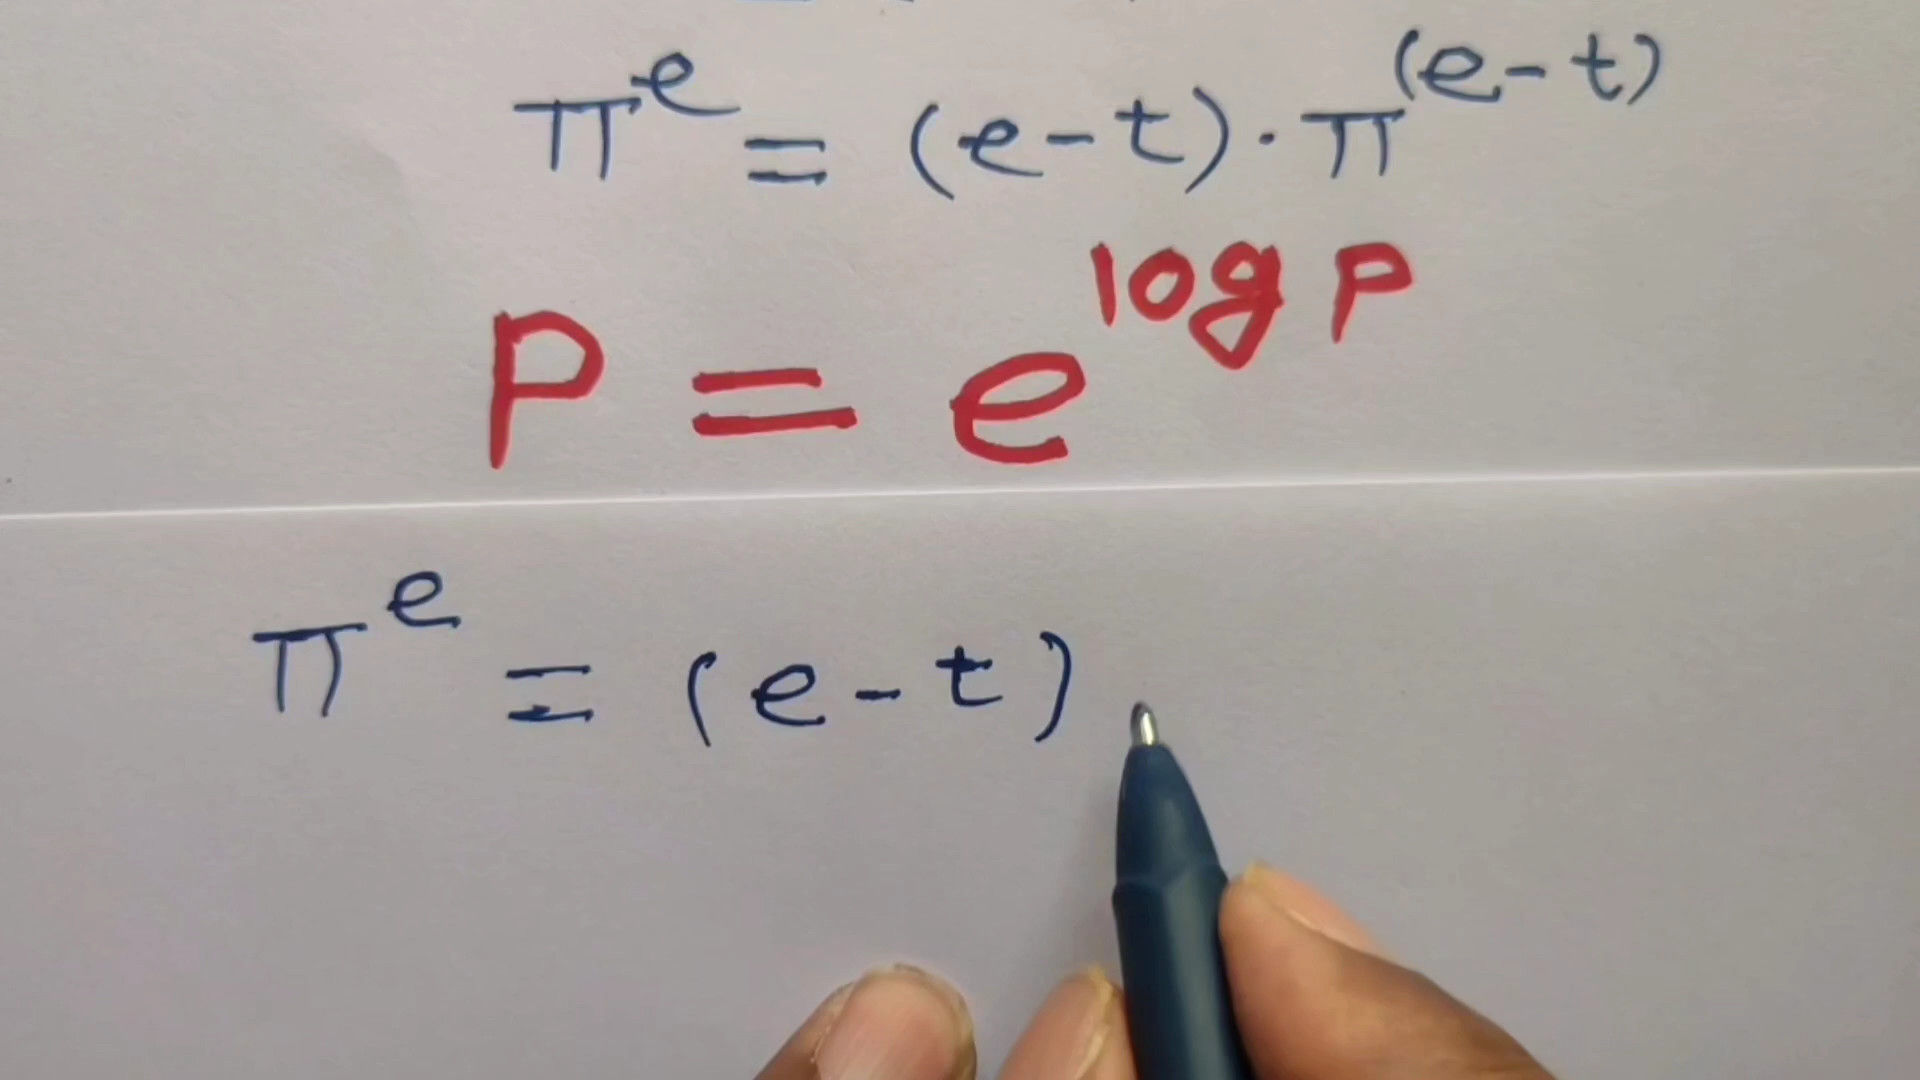 π^e = (e-t)·π^(e-t)
P = e^log P
π^e = (e-t)